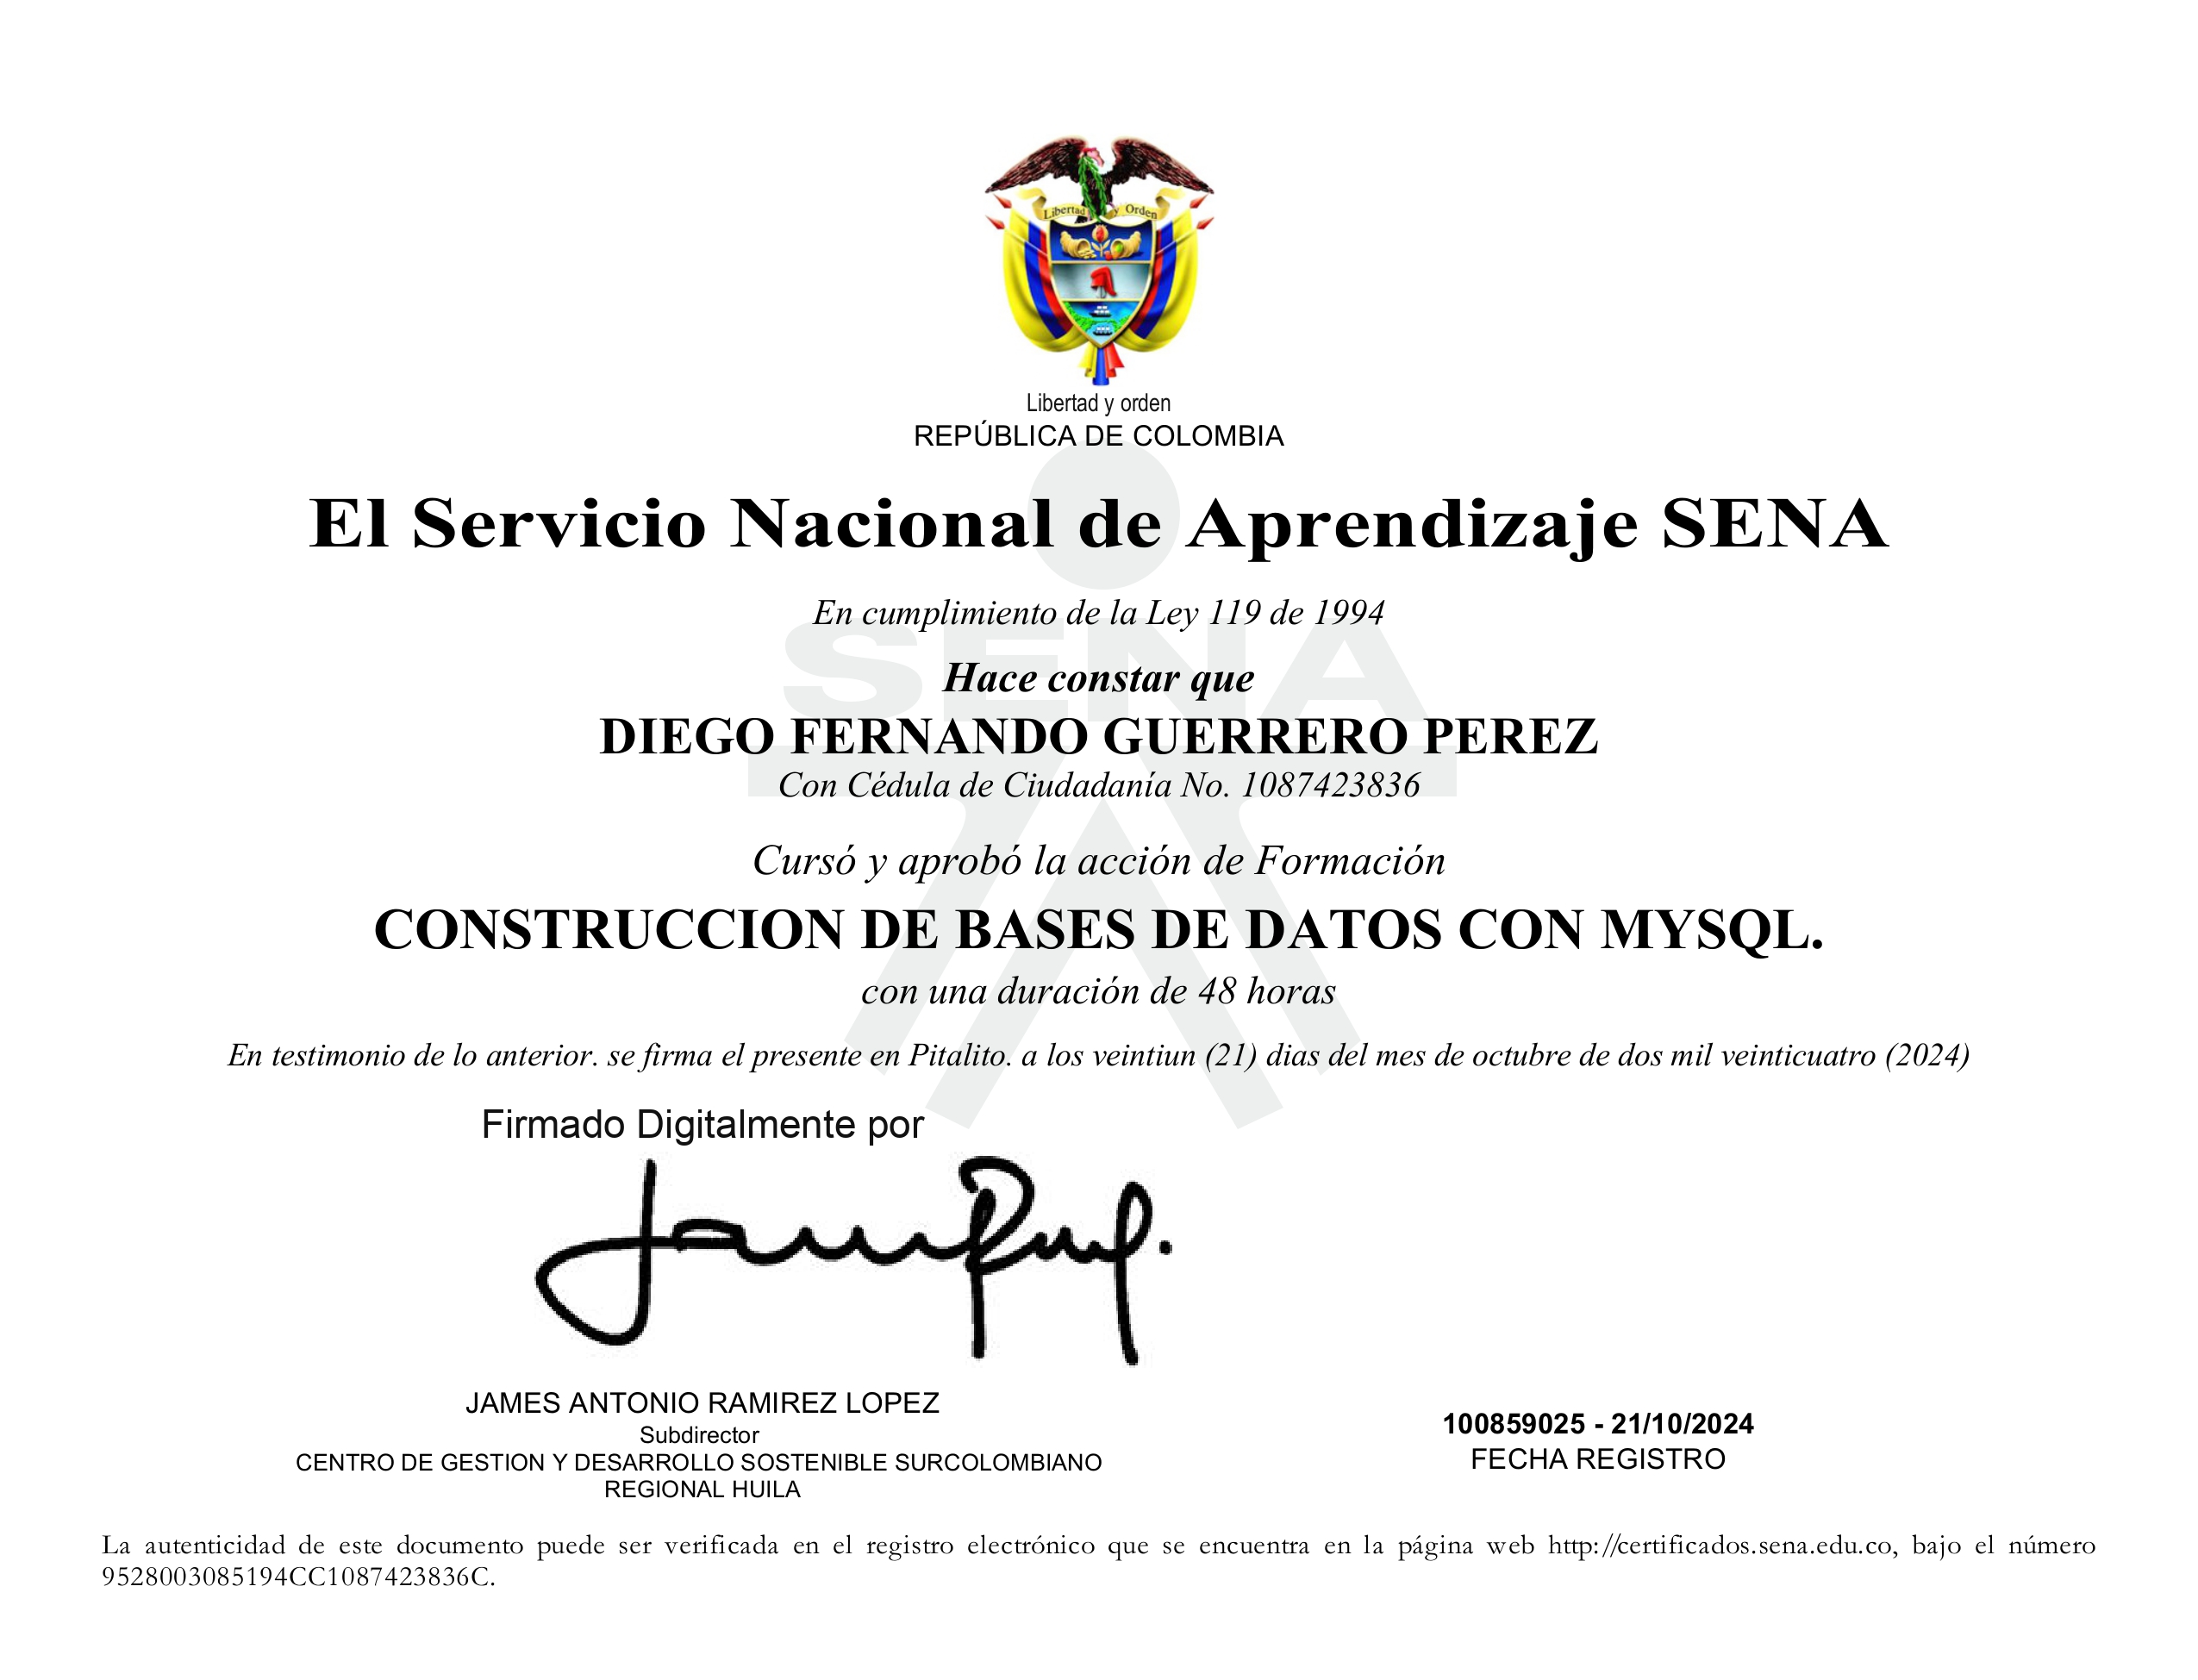 Libertad y Orden
Libertad y orden
REPÚBLICA DE COLOMBIA
El Servicio Nacional de Aprendizaje SENA
En cumplimiento de la Ley 119 de 1994
SENA
Hace constar que
DIEGO FERNANDO GUERRERO PEREZ
Con Cédula de Ciudadanía No. 1087423836
Cursó y aprobó la acción de Formación
CONSTRUCCION DE BASES DE DATOS CON MYSQL.
con una duración de 48 horas
En testimonio de lo anterior. se firma el presente en Pitalito. a los veintiun (21) dias del mes de octubre de dos mil veinticuatro (2024)
Firmado Digitalmente por
JAMES ANTONIO RAMIREZ LOPEZ
Subdirector
CENTRO DE GESTION Y DESARROLLO SOSTENIBLE SURCOLOMBIANO
REGIONAL HUILA
100859025 - 21/10/2024
FECHA REGISTRO
La autenticidad de este documento puede ser verificada en el registro electrónico que se encuentra en la página web http://certificados.sena.edu.co, bajo el número
9528003085194CC1087423836C.